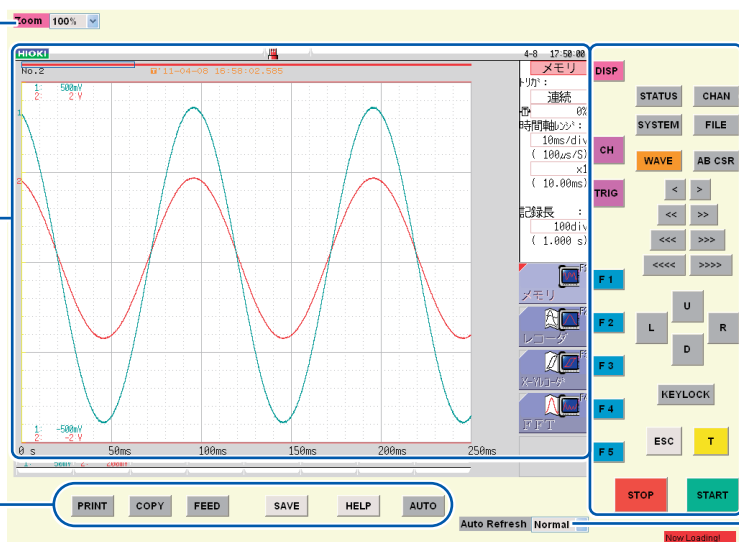 Zoom 100%
HIOKI
4-8 17:50:00
No.2
'11-04-08 16:58:02.585
1: 500mV
2: 2 V
1
2
1: -500mV
2: -2 V
0 s 50ms 100ms 150ms 200ms 250ms
1: 50mV 2: 200mV
メモリ
トリガ:
連続
0%
時間軸レンジ:
10ms/div
( 100µs/S)
x1
( 10.00ms)
記録長 :
100div
( 1.000 s)
メモリ
レコーダ
X-Yレコーダ
FFT
DISP
CH
TRIG
F 1
F 2
F 3
F 4
F 5
STATUS CHAN
SYSTEM FILE
WAVE AB CSR
< >
<< >>
<<< >>>
<<<< >>>>
U
L R
D
KEYLOCK
ESC T
STOP START
PRINT COPY FEED SAVE HELP AUTO
Auto Refresh Normal
Now Loading!